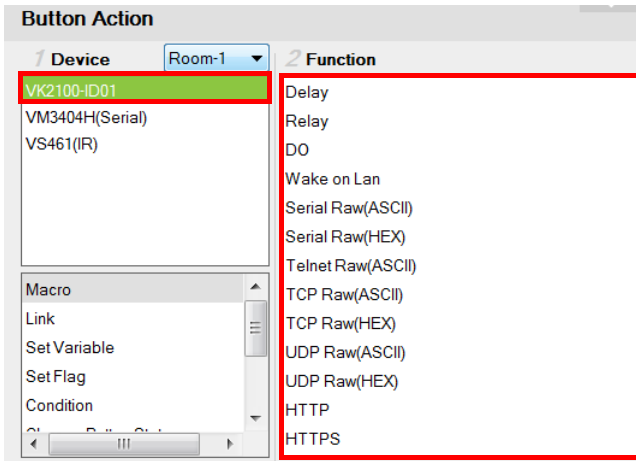 Button Action
1 Device
Room-1
2 Function
VK2100-ID01
VM3404H(Serial)
VS461(IR)
Macro
Link
Set Variable
Set Flag
Condition
Delay
Relay
DO
Wake on Lan
Serial Raw(ASCII)
Serial Raw(HEX)
Telnet Raw(ASCII)
TCP Raw(ASCII)
TCP Raw(HEX)
UDP Raw(ASCII)
UDP Raw(HEX)
HTTP
HTTPS